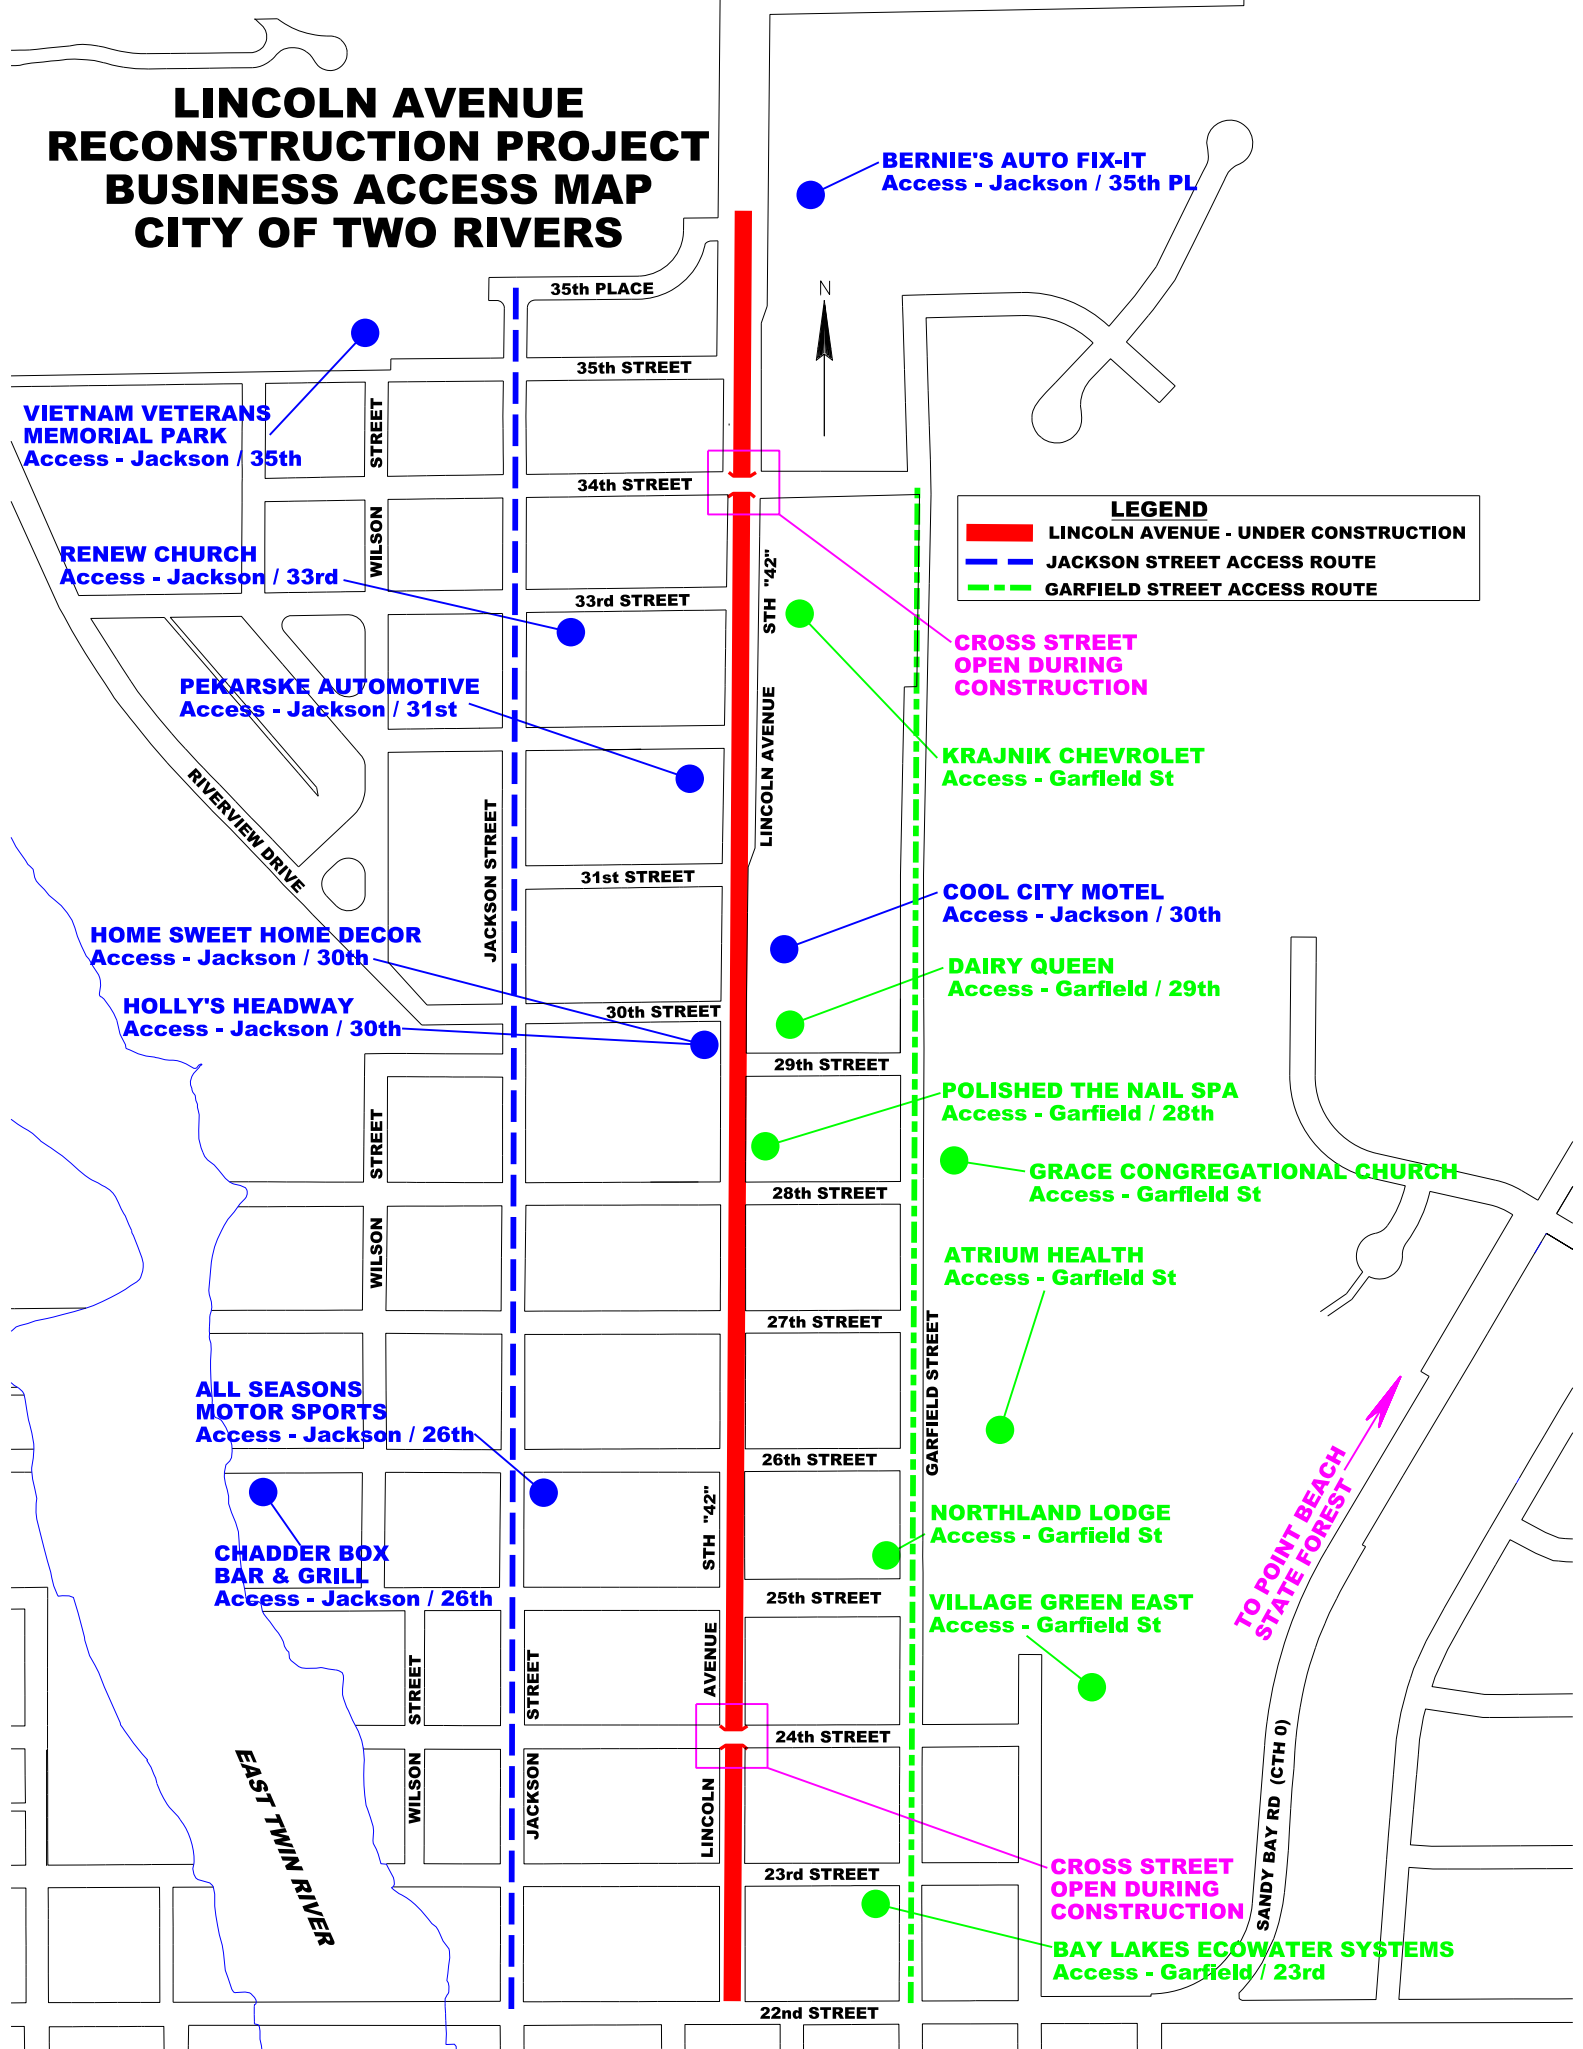 LINCOLN AVENUE
RECONSTRUCTION PROJECT
BUSINESS ACCESS MAP
CITY OF TWO RIVERS
BERNIE'S AUTO FIX-IT
Access - Jackson / 35th PL
35th PLACE
N
35th STREET
VIETNAM VETERANS
MEMORIAL PARK
Access - Jackson / 35th
STREET
WILSON
34th STREET
LEGEND
LINCOLN AVENUE - UNDER CONSTRUCTION
JACKSON STREET ACCESS ROUTE
GARFIELD STREET ACCESS ROUTE
RENEW CHURCH
Access - Jackson / 33rd
33rd STREET
STH "42"
LINCOLN AVENUE
CROSS STREET
OPEN DURING
CONSTRUCTION
PEKARSKE AUTOMOTIVE
Access - Jackson / 31st
KRAJNIK CHEVROLET
Access - Garfield St
RIVERVIEW DRIVE
JACKSON STREET
31st STREET
COOL CITY MOTEL
Access - Jackson / 30th
HOME SWEET HOME DECOR
Access - Jackson / 30th
DAIRY QUEEN
Access - Garfield / 29th
HOLLY'S HEADWAY
Access - Jackson / 30th
30th STREET
29th STREET
POLISHED THE NAIL SPA
Access - Garfield / 28th
STREET
WILSON
GRACE CONGREGATIONAL CHURCH
Access - Garfield St
28th STREET
ATRIUM HEALTH
Access - Garfield St
27th STREET
GARFIELD STREET
ALL SEASONS
MOTOR SPORTS
Access - Jackson / 26th
26th STREET
STH "42"
TO POINT BEACH
STATE FOREST
NORTHLAND LODGE
Access - Garfield St
CHADDER BOX
BAR & GRILL
Access - Jackson / 26th
25th STREET
VILLAGE GREEN EAST
Access - Garfield St
STREET
STREET
AVENUE
24th STREET
EAST TWIN RIVER
WILSON
JACKSON
LINCOLN
SANDY BAY RD (CTH 0)
23rd STREET
CROSS STREET
OPEN DURING
CONSTRUCTION
BAY LAKES ECOWATER SYSTEMS
Access - Garfield / 23rd
22nd STREET